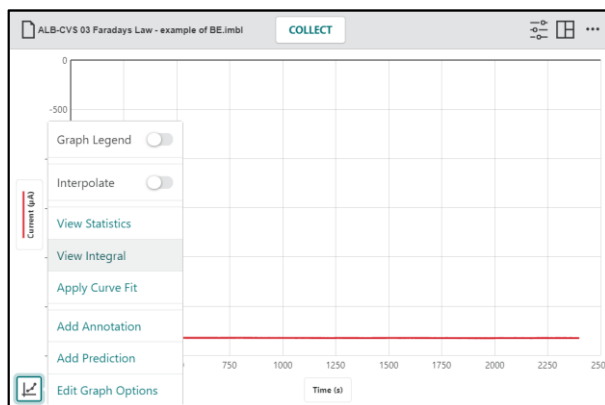 ALB-CVS 03 Faradays Law - example of BE.imbl
COLLECT
0
-500
Graph Legend
Interpolate
View Statistics
View Integral
Apply Curve Fit
Add Annotation
Add Prediction
Edit Graph Options
Current (µA)
750 1000 1250 1500 1750 2000 2250 2500
Time (s)